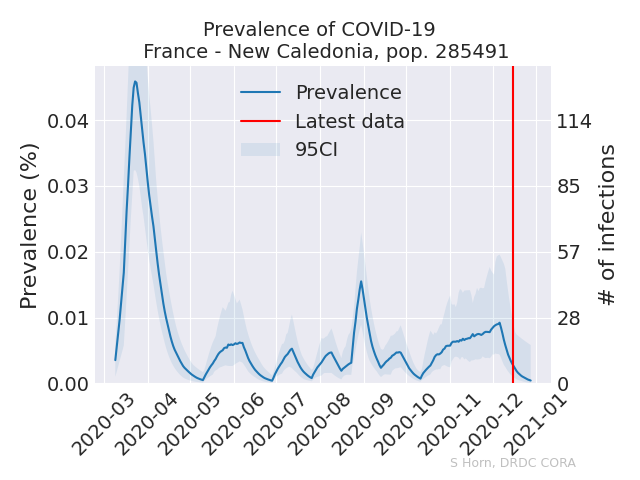 Prevalence of COVID-19
France - New Caledonia, pop. 285491
Prevalence
Latest data
95CI
Prevalence (%)
0.04
0.03
0.02
0.01
0.00
114
85
57
28
0
# of infections
2020-03
2020-04
2020-05
2020-06
2020-07
2020-08
2020-09
2020-10
2020-11
2020-12
2021-01
S Horn, DRDC CORA